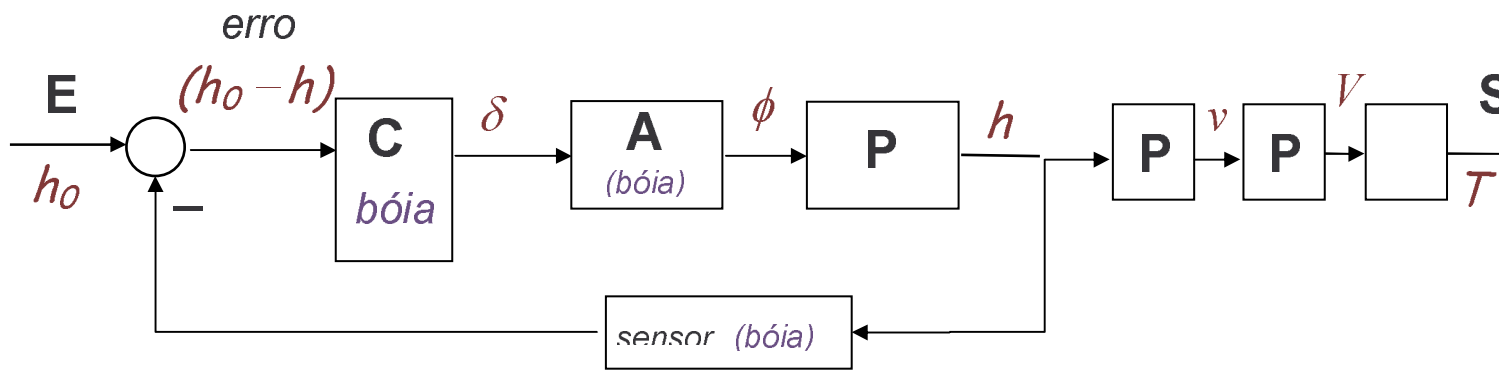 erro
E
(h₀ – h)
h₀
–
C
bóia
δ
A
(bóia)
ϕ
P
h
P
v
P
V
S
T
sensor (bóia)